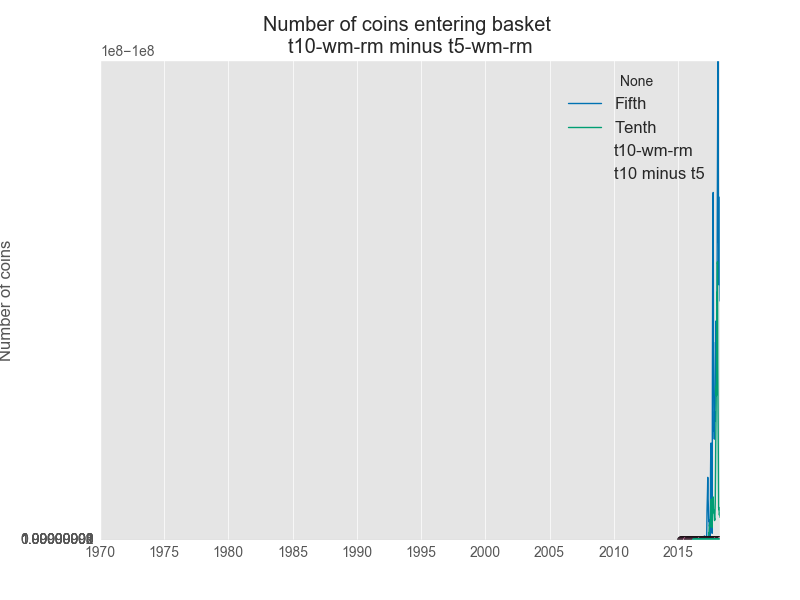 Number of coins entering basket
t10-wm-rm minus t5-wm-rm
1e8−1e8
None
Fifth
Tenth
t10-wm-rm
t10 minus t5
Number of coins
1970 1975 1980 1985 1990 1995 2000 2005 2010 2015